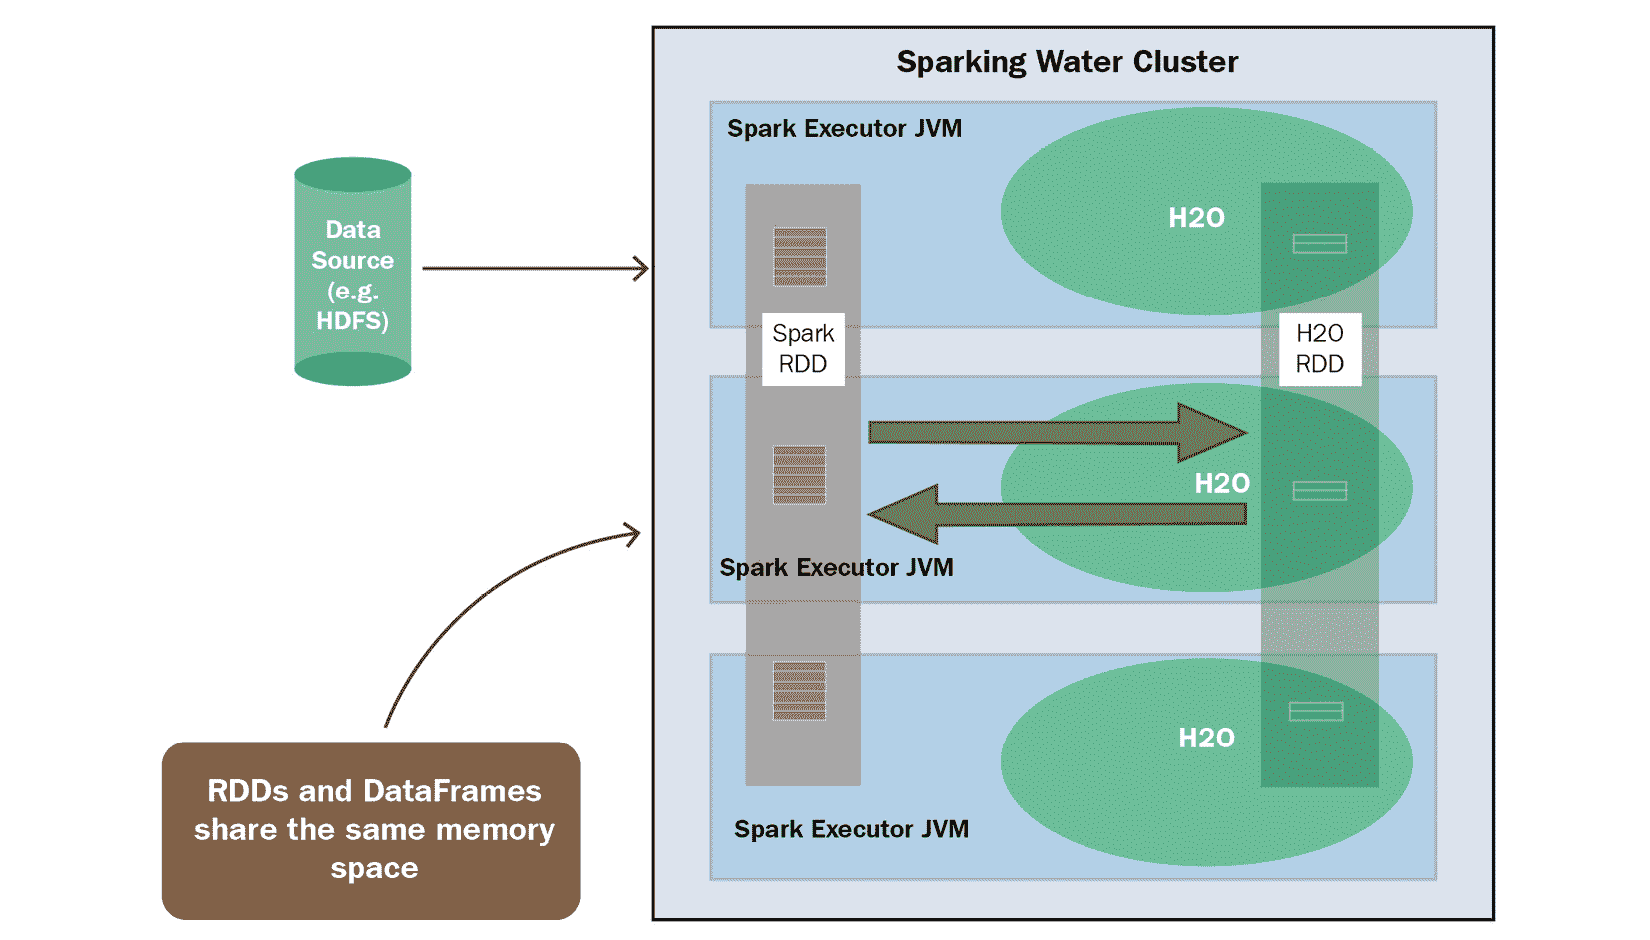 Sparking Water Cluster
Spark Executor JVM
H2O
Data
Source
(e.g.
HDFS)
Spark
RDD
H2O
RDD
H2O
Spark Executor JVM
H2O
Spark Executor JVM
RDDs and DataFrames
share the same memory
space